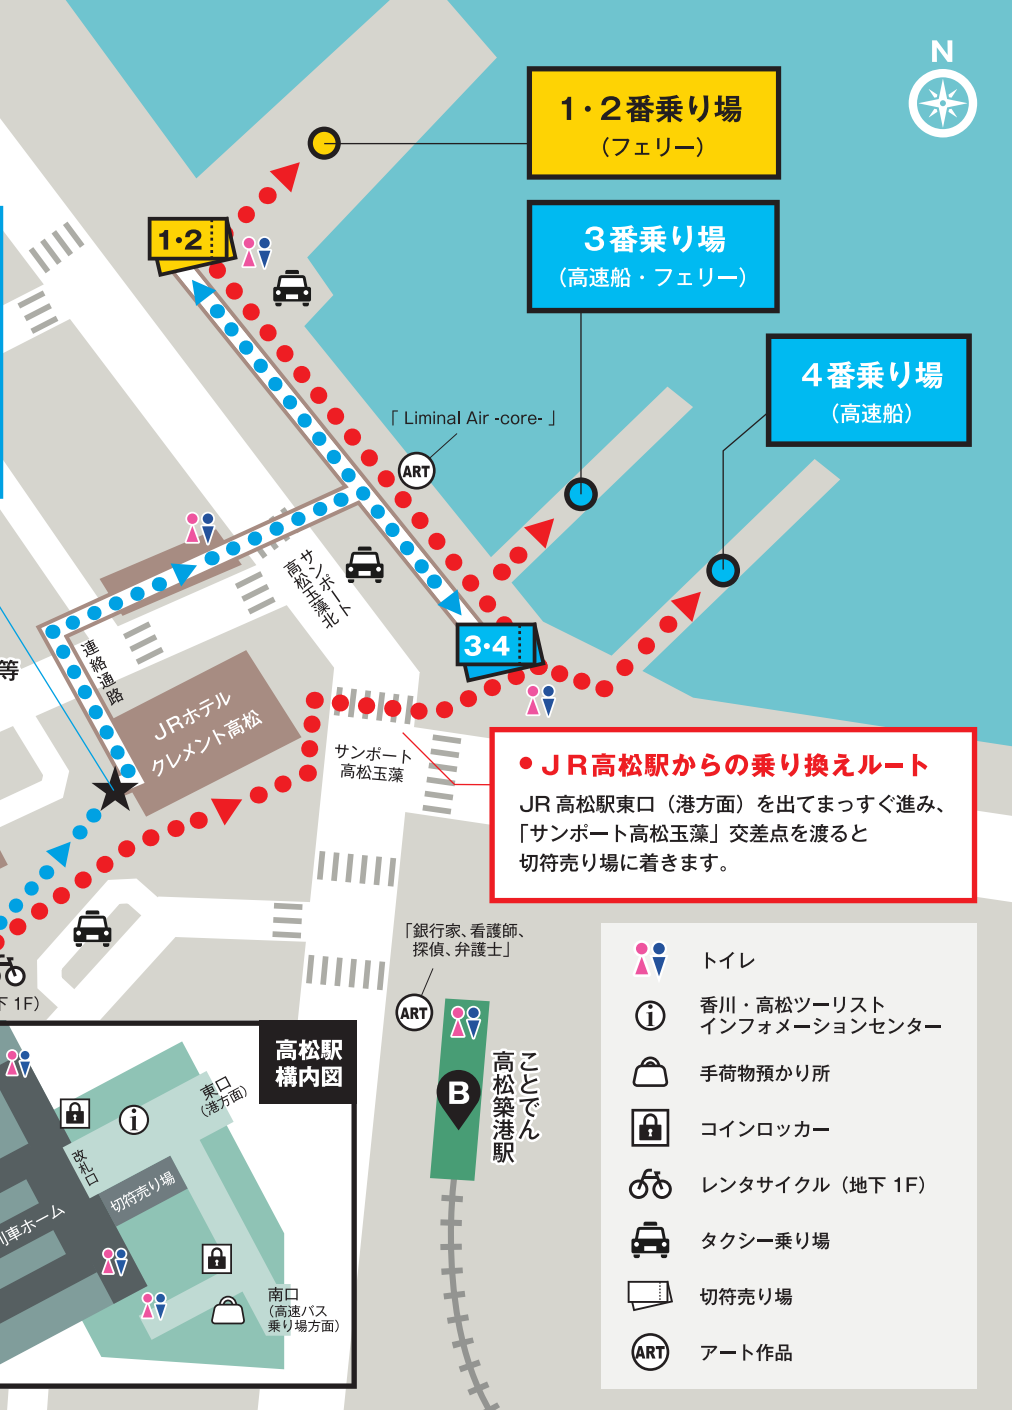 N
1・2番乗り場
（フェリー）
3番乗り場
（高速船・フェリー）
4番乗り場
（高速船）
1・2
「 Liminal Air -core- 」
ART
サンポート
高松玉藻北
連絡通路
等
3・4
JRホテル
クレメント高松
サンポート
高松玉藻
● JR高松駅からの乗り換えルート
JR 高松駅東口（港方面）を出てまっすぐ進み、
「サンポート高松玉藻」交差点を渡ると
切符売り場に着きます。
「銀行家、看護師、
探偵、弁護士」
ART
下 1F）
高松駅
構内図
東口
（港方面）
改札口
切符売り場
列車ホーム
南口
（高速バス
乗り場方面）
B
ことでん
高松築港駅
トイレ
i
香川・高松ツーリスト
インフォメーションセンター
手荷物預かり所
コインロッカー
レンタサイクル（地下 1F）
タクシー乗り場
切符売り場
ART
アート作品